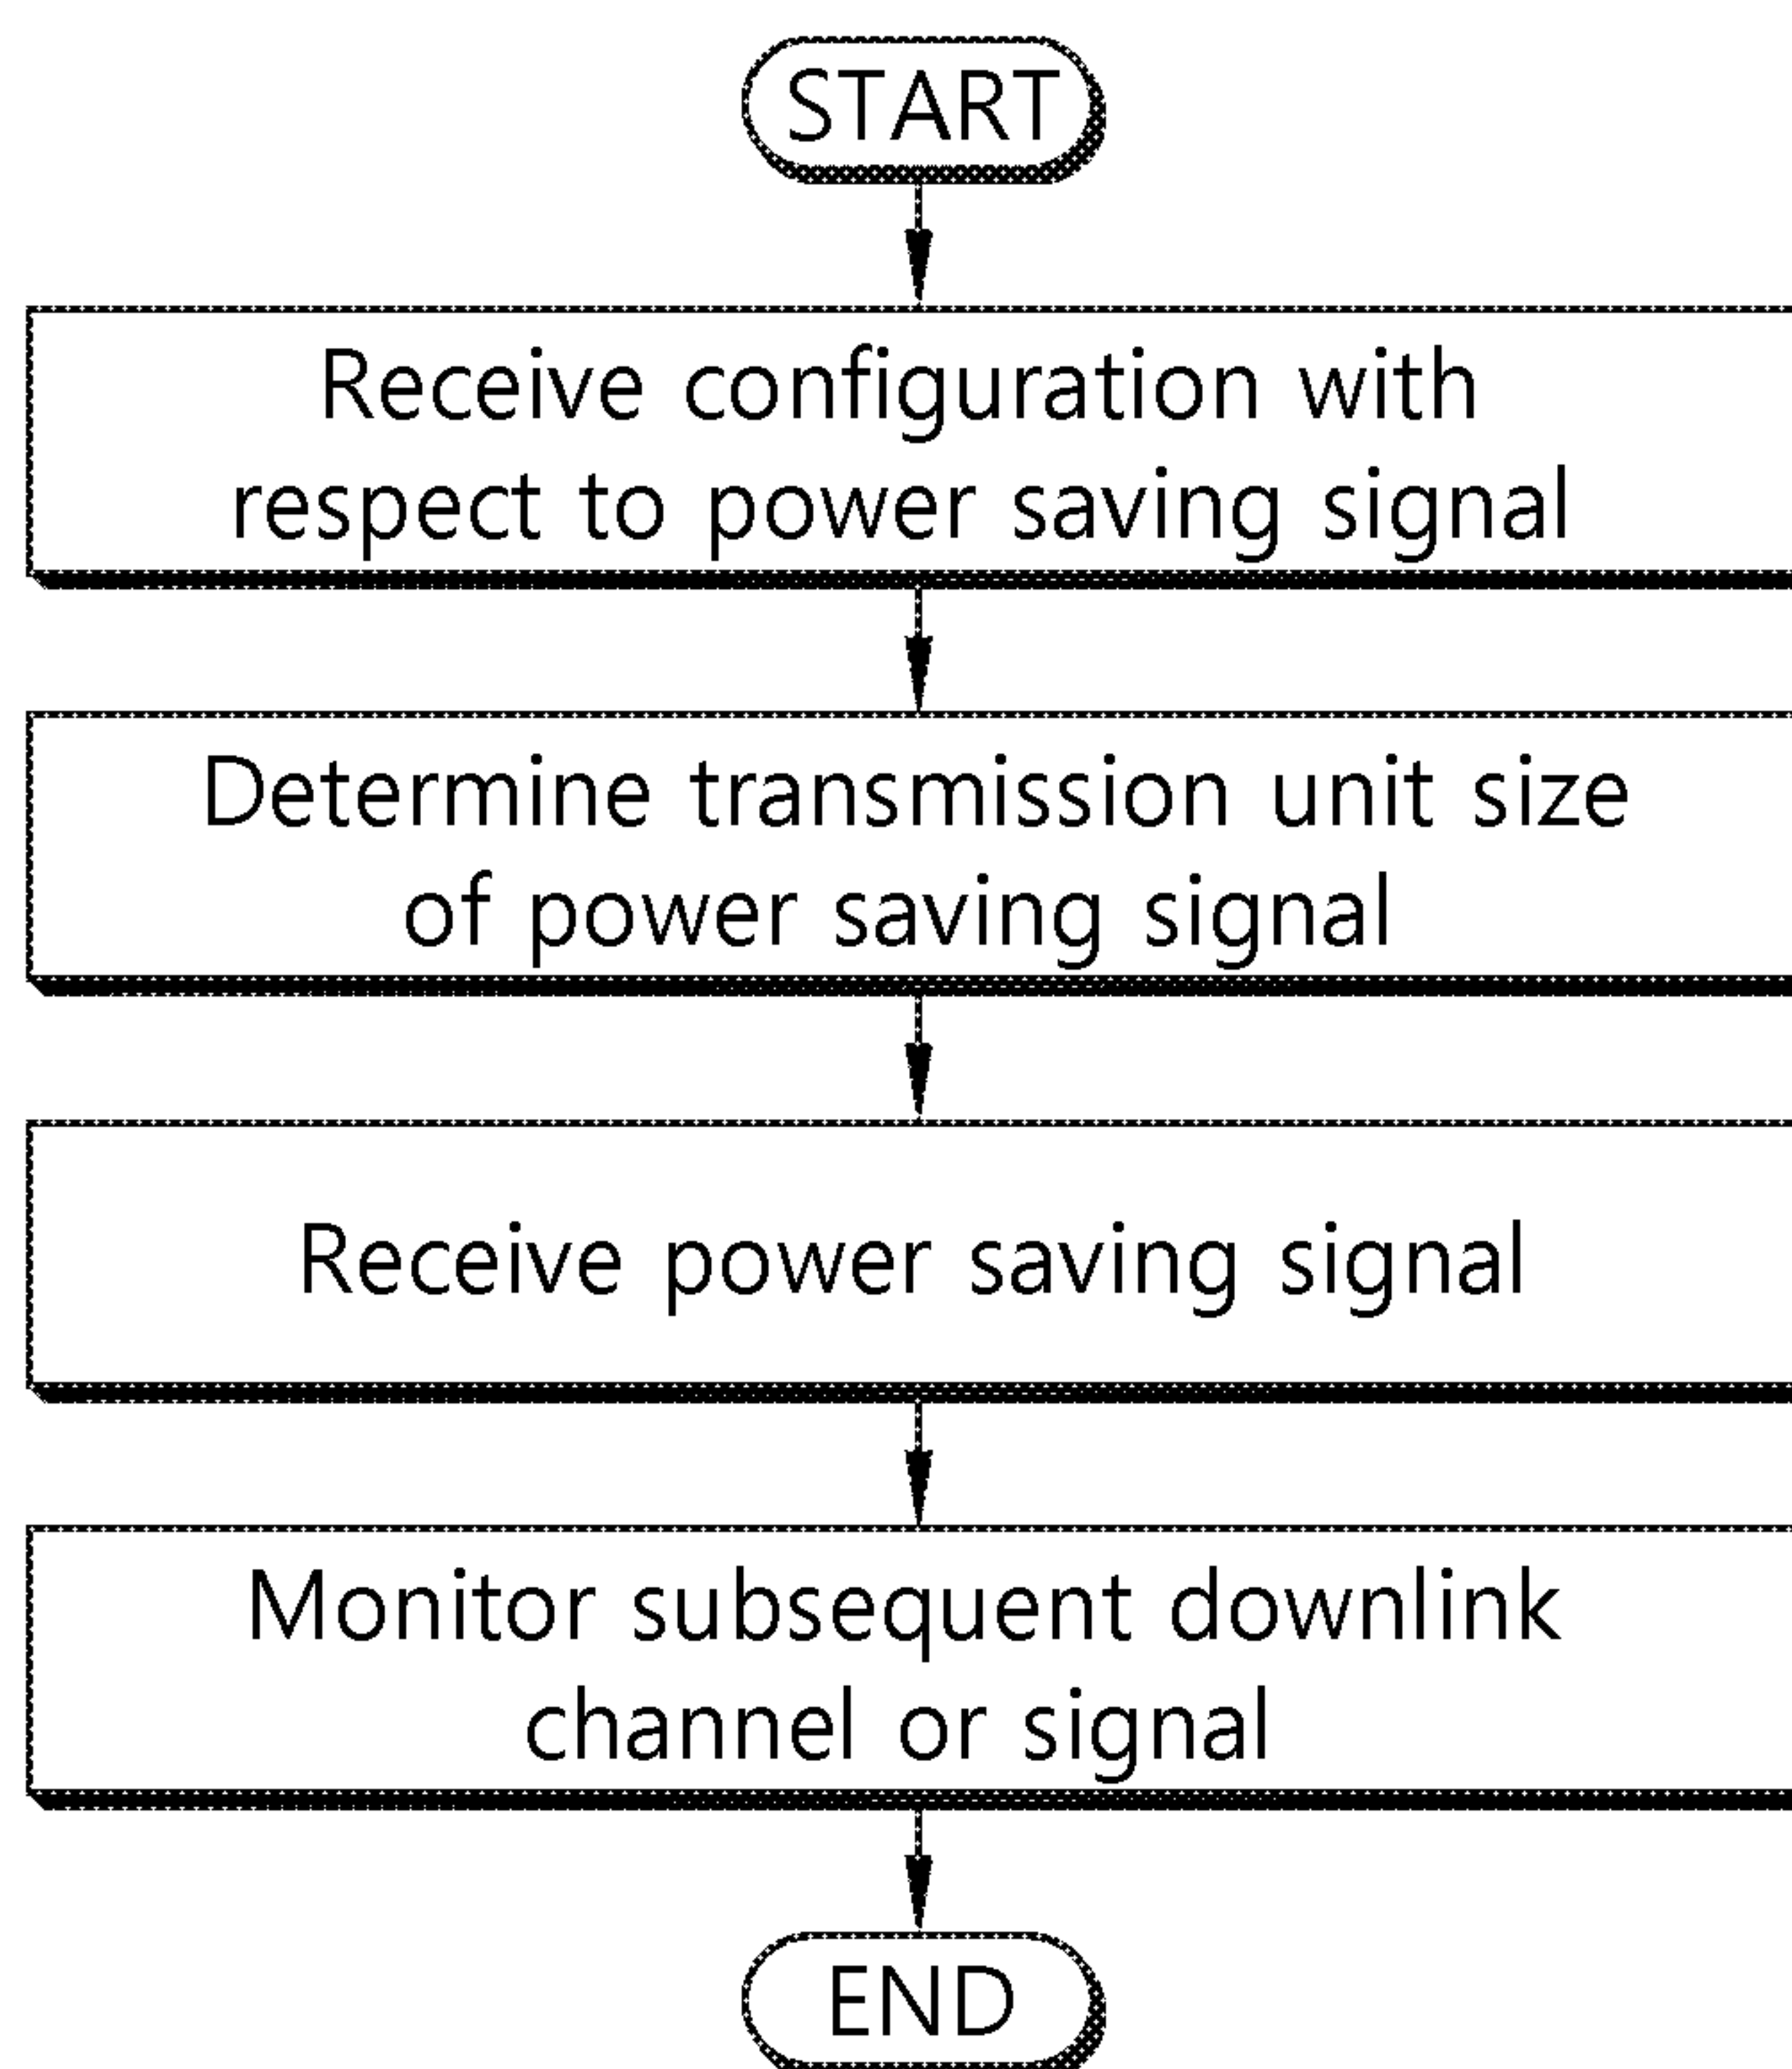 START
Receive configuration with
respect to power saving signal
Determine transmission unit size
of power saving signal
Receive power saving signal
Monitor subsequent downlink
channel or signal
END